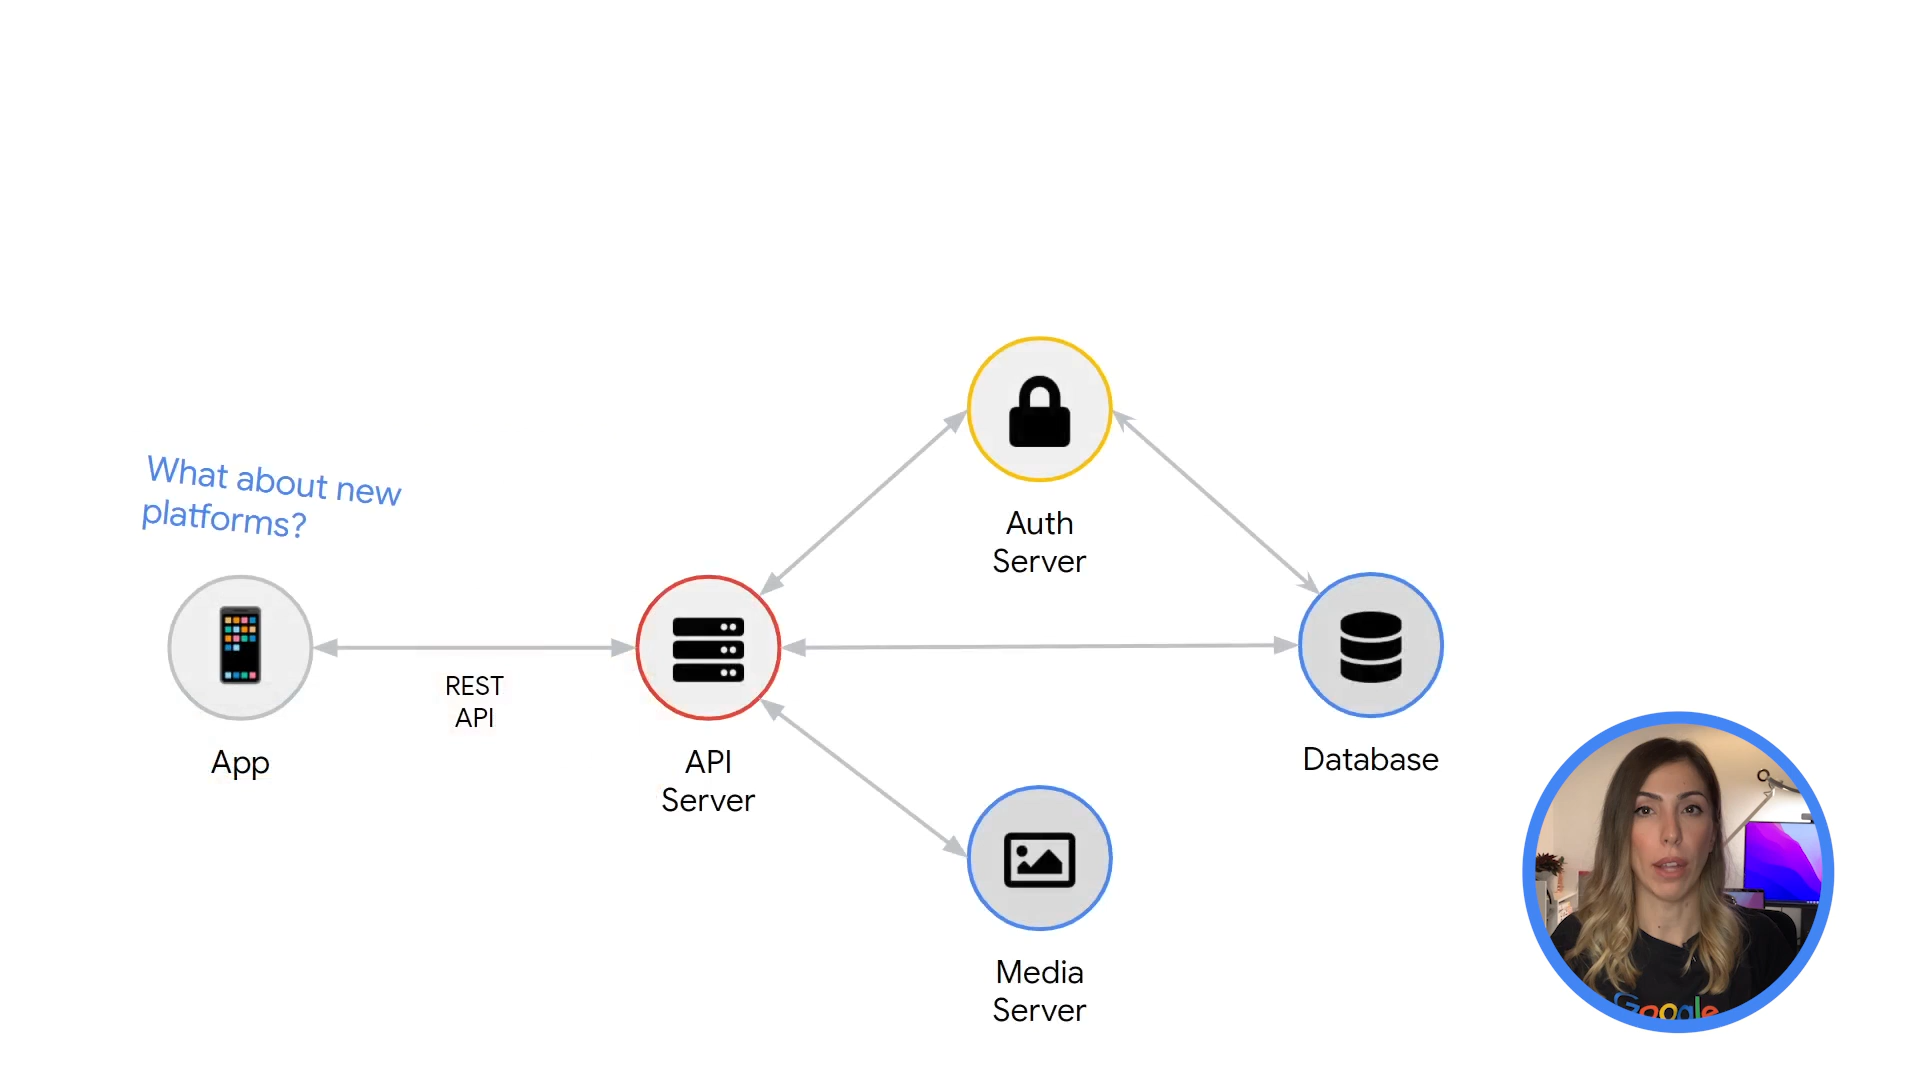 What about new
platforms?
App
REST
API
API
Server
Auth
Server
Media
Server
Database
Google